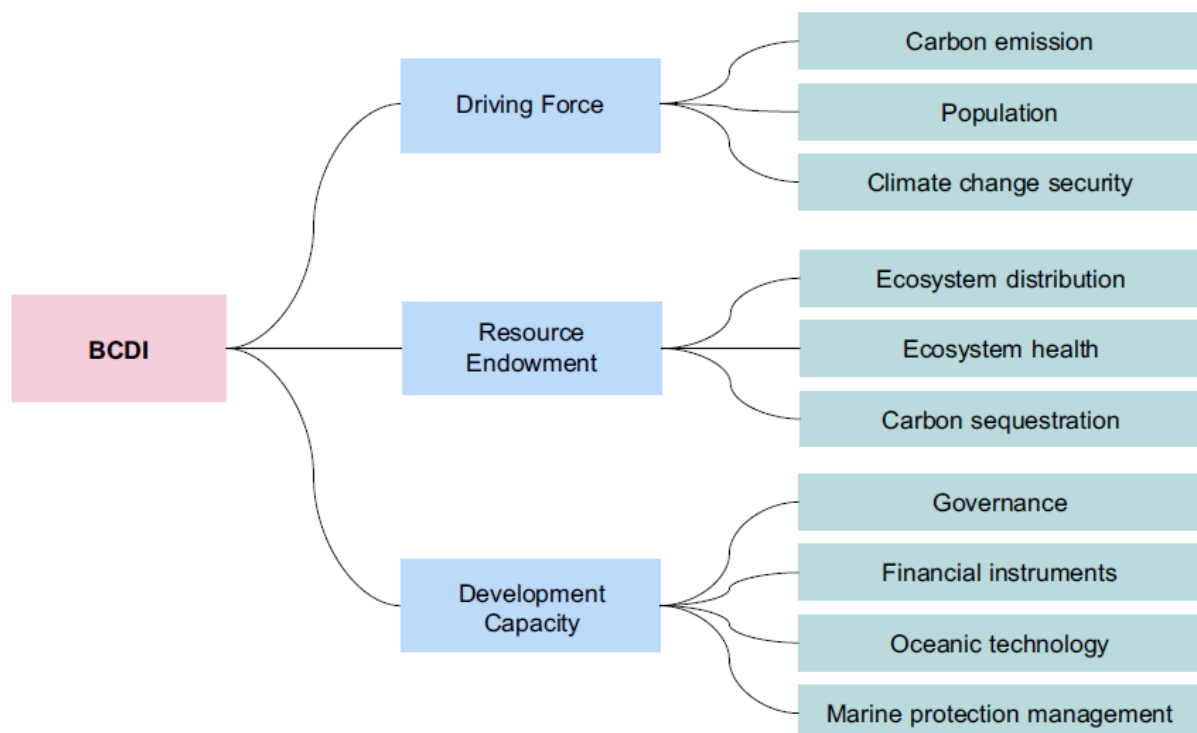 BCDI
Driving Force
Carbon emission
Population
Climate change security
Resource
Endowment
Ecosystem distribution
Ecosystem health
Carbon sequestration
Development
Capacity
Governance
Financial instruments
Oceanic technology
Marine protection management